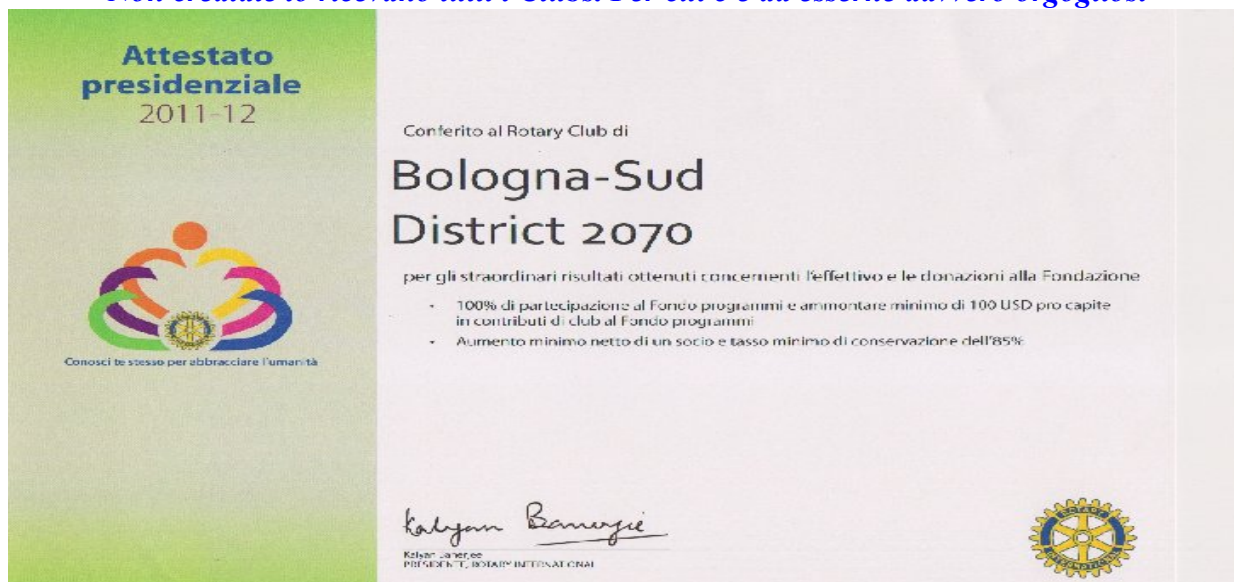 Attestato
presidenziale
2011-12
Conosci te stesso per abbracciare l'umanità
Conferito al Rotary Club di
Bologna-Sud
District 2070
per gli straordinari risultati ottenuti concernenti l'effettivo e le donazioni alla Fondazione
• 100% di partecipazione al Fondo programmi e ammontare minimo di 100 USD pro capite
in contributi di club al Fondo programmi
• Aumento minimo netto di un socio e tasso minimo di conservazione dell'85%
Kalyan Banerjee
Kalyan Banerjee
PRESIDENTE, ROTARY INTERNATIONAL
ROTARY
INTERNATIONAL